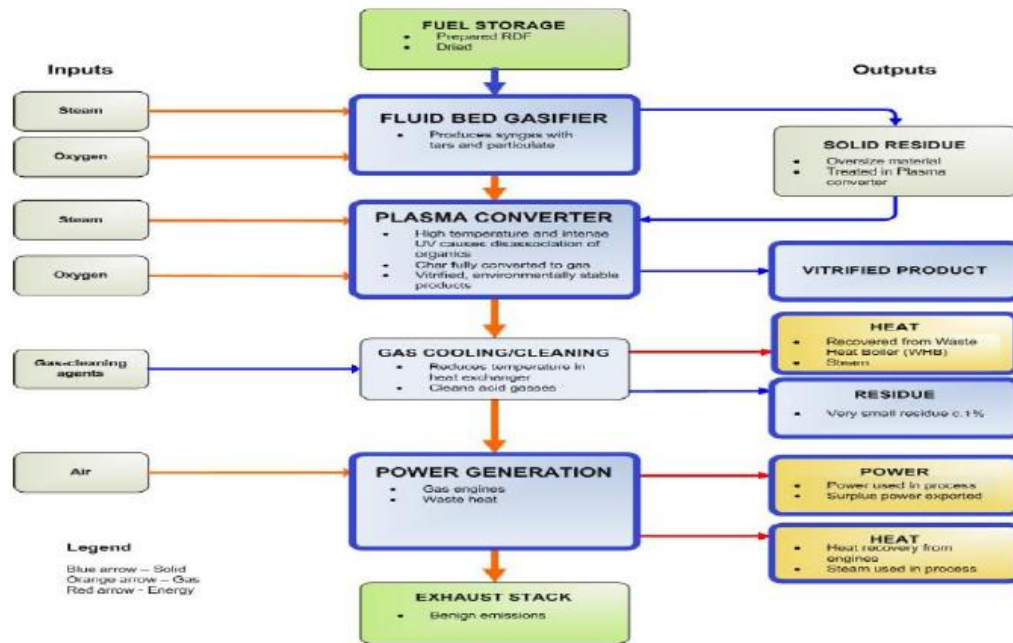 FUEL STORAGE
• Prepared RDF
• Dried
Inputs
Outputs
Steam
FLUID BED GASIFIER
• Produces syngas with
tars and particulate
Oxygen
SOLID RESIDUE
• Oversize material
• Treated in Plasma
converter
Steam
PLASMA CONVERTER
• High temperature and intense
UV causes disassociation of
organics
• Char fully converted to gas
• Vitrified, environmentally stable
products
Oxygen
VITRIFIED PRODUCT
Gas-cleaning
agents
GAS COOLING/CLEANING
• Reduces temperature in
heat exchanger
• Cleans acid gasses
HEAT
• Recovered from Waste
Heat Boiler (WHB)
• Steam
RESIDUE
• Very small residue c.1%
Air
POWER GENERATION
• Gas engines
• Waste heat
POWER
• Power used in process
• Surplus power exported
HEAT
• Heat recovery from
engines
• Steam used in process
Legend
Blue arrow – Solid
Orange arrow – Gas
Red arrow - Energy
EXHAUST STACK
• Benign emissions